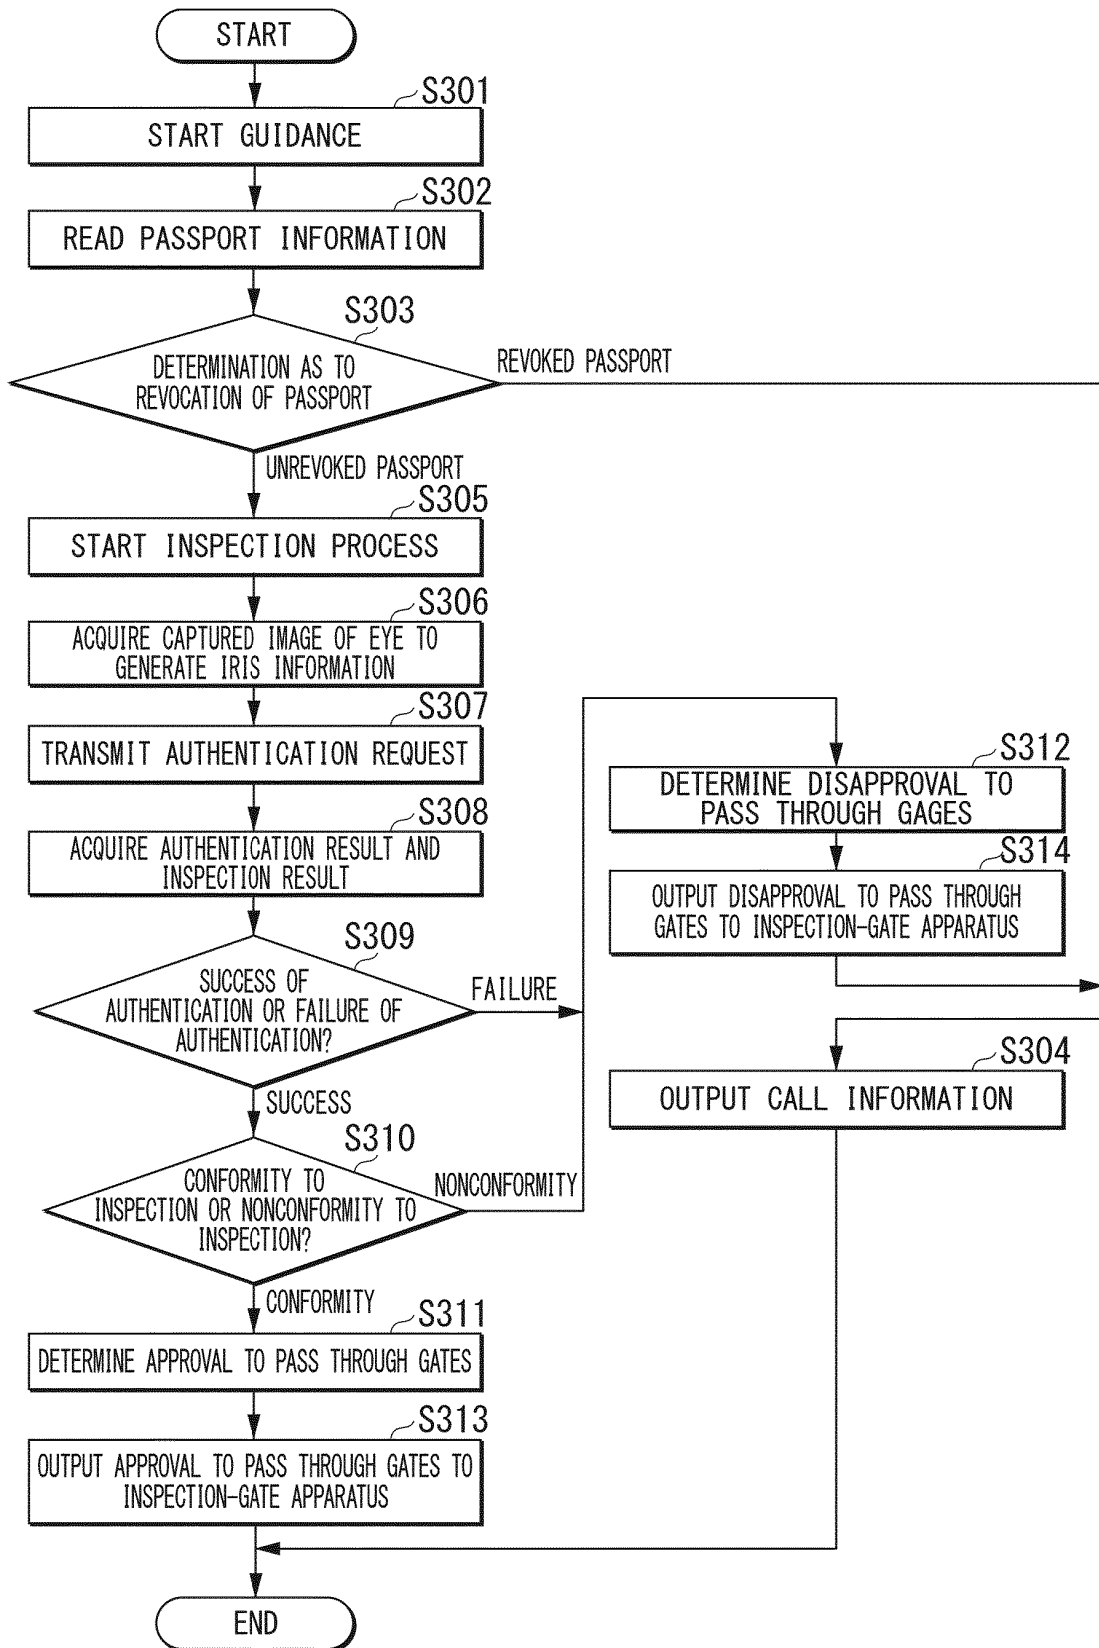 START
S301
START GUIDANCE
S302
READ PASSPORT INFORMATION
S303
DETERMINATION AS TO
REVOCATION OF PASSPORT
REVOKED PASSPORT
UNREVOKED PASSPORT
S305
START INSPECTION PROCESS
S306
ACQUIRE CAPTURED IMAGE OF EYE TO
GENERATE IRIS INFORMATION
S307
TRANSMIT AUTHENTICATION REQUEST
S308
ACQUIRE AUTHENTICATION RESULT AND
INSPECTION RESULT
S309
SUCCESS OF
AUTHENTICATION OR FAILURE OF
AUTHENTICATION?
FAILURE
SUCCESS
S310
CONFORMITY TO
INSPECTION OR NONCONFORMITY TO
INSPECTION?
NONCONFORMITY
CONFORMITY
S311
DETERMINE APPROVAL TO PASS THROUGH GATES
S313
OUTPUT APPROVAL TO PASS THROUGH GATES TO
INSPECTION-GATE APPARATUS
S312
DETERMINE DISAPPROVAL TO
PASS THROUGH GAGES
S314
OUTPUT DISAPPROVAL TO PASS THROUGH
GATES TO INSPECTION-GATE APPARATUS
S304
OUTPUT CALL INFORMATION
END